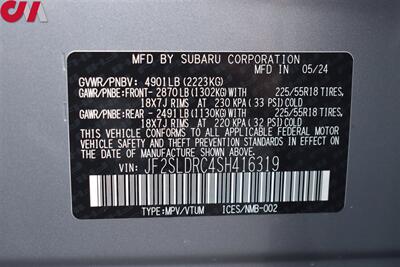 MFD BY SUBARU CORPORATION
MFD IN 05/24
GVWR/PNBV: 4901LB (2223KG)
GAWR/PNBE:FRONT- 2870LB (1302KG)WITH 225/55R18 TIRES,
18X7J RIMS AT 230 KPA (33 PSI)COLD
GAWR/PNBE:REAR - 2491LB (1130KG)WITH 225/55R18 TIRES,
18X7J RIMS AT 220 KPA (32 PSI)COLD
THIS VEHICLE CONFORMS TO ALL APPLICABLE
FEDERAL MOTOR VEHICLE SAFETY AND THEFT
PREVENTION STANDARDS IN EFFECT ON THE DATE
OF MANUFACTURE SHOWN ABOVE.
VIN: JF2SLDRC4SH416319
TYPE:MPV/VTUM ICES/NMB-002